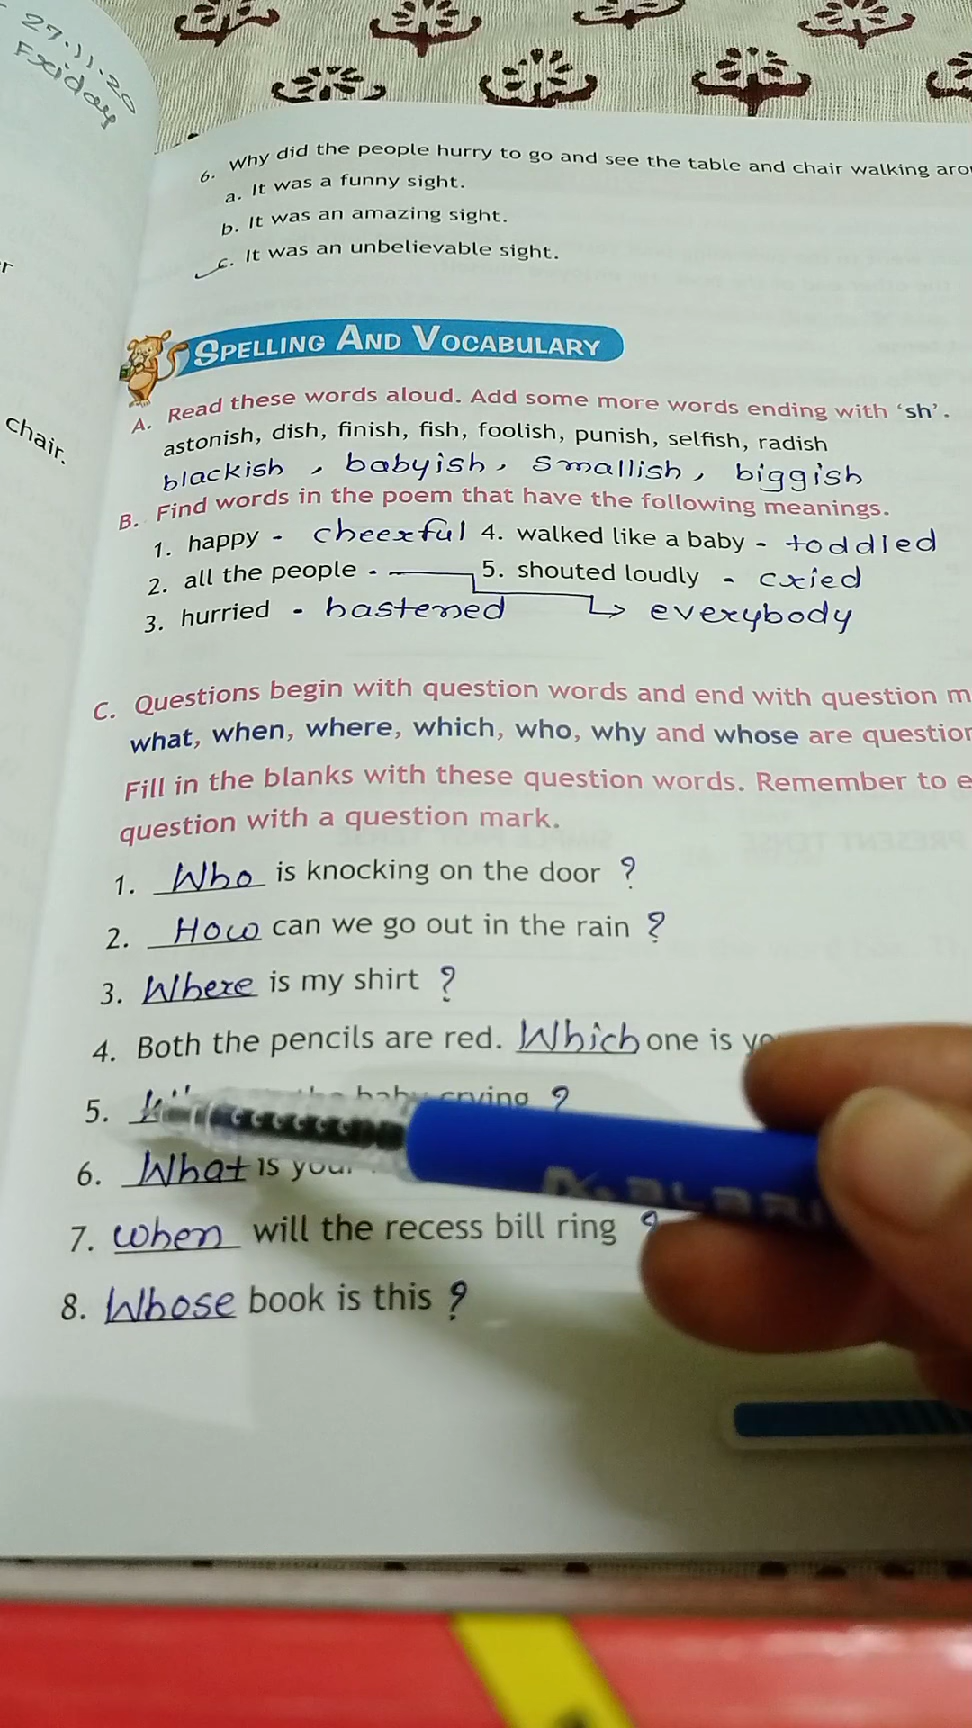 27.11.20
Friday
6. Why did the people hurry to go and see the table and chair walking
a. It was a funny sight.
b. It was an amazing sight.
c. It was an unbelievable sight.
chair.
SPELLING AND VOCABULARY
A. Read these words aloud. Add some more words ending with ‘sh’.
astonish, dish, finish, fish, foolish, punish, selfish, radish
blackish , babyish, smallish, biggish
B. Find words in the poem that have the following meanings.
1. happy - cheerful 4. walked like a baby - toddled
2. all the people - 5. shouted loudly - cried
3. hurried - hastened everybody
C. Questions begin with question words and end with question
what, when, where, which, who, why and whose are
Fill in the blanks with these question words. Remember to
question with a question mark.
1. Who is knocking on the door ?
2. How can we go out in the rain ?
3. Where is my shirt ?
4. Both the pencils are red. Which one is
5. baby crying ?
6. What is your
7. when will the recess bill ring ?
8. Whose book is this ?